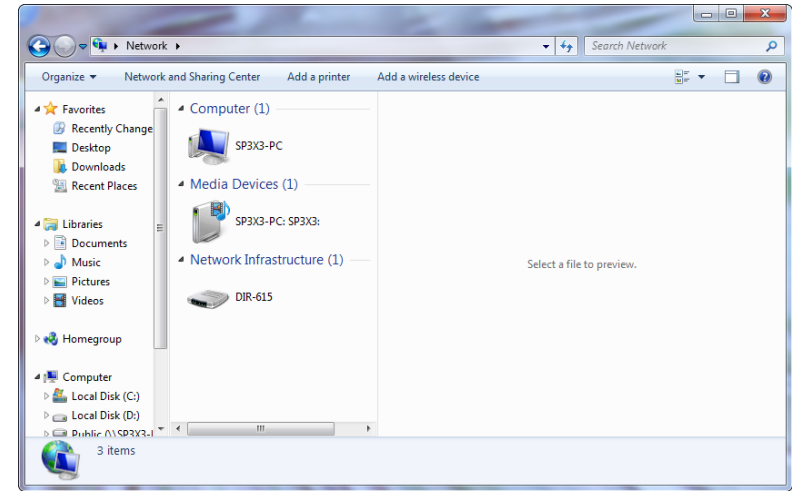 Network
Search Network
Organize
Network and Sharing Center
Add a printer
Add a wireless device
Favorites
Recently Change
Desktop
Downloads
Recent Places
Libraries
Documents
Music
Pictures
Videos
Homegroup
Computer
Local Disk (C:)
Local Disk (D:)
Public (\\SP3X3-
Computer (1)
SP3X3-PC
Media Devices (1)
SP3X3-PC: SP3X3:
Network Infrastructure (1)
DIR-615
Select a file to preview.
3 items